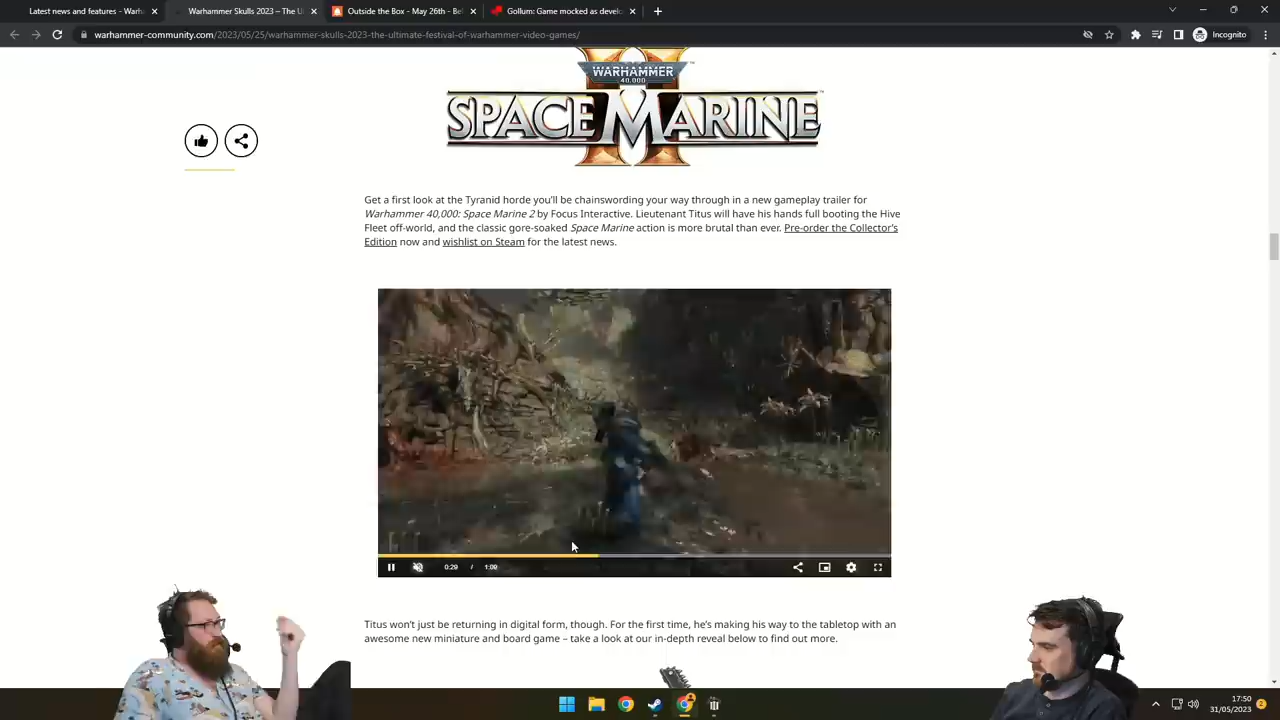 Latest news and features - Warh
Warhammer Skulls 2023 – The U
Outside the Box - May 26th - Bel
Gollum: Game mocked as develo
warhammer-community.com/2023/05/25/warhammer-skulls-2023-the-ultimate-festival-of-warhammer-video-games/
Incognito
WARHAMMER
40,000
SPACE MARINE
II
Get a first look at the Tyranid horde you'll be chainswording your way through in a new gameplay trailer for
Warhammer 40,000: Space Marine 2 by Focus Interactive. Lieutenant Titus will have his hands full booting the Hive
Fleet off-world, and the classic gore-soaked Space Marine action is more brutal than ever. Pre-order the Collector's
Edition now and wishlist on Steam for the latest news.
0:29 / 1:09
Titus won't just be returning in digital form, though. For the first time, he's making his way to the tabletop with an
awesome new miniature and board game – take a look at our in-depth reveal below to find out more.
17:50
31/05/2023
2